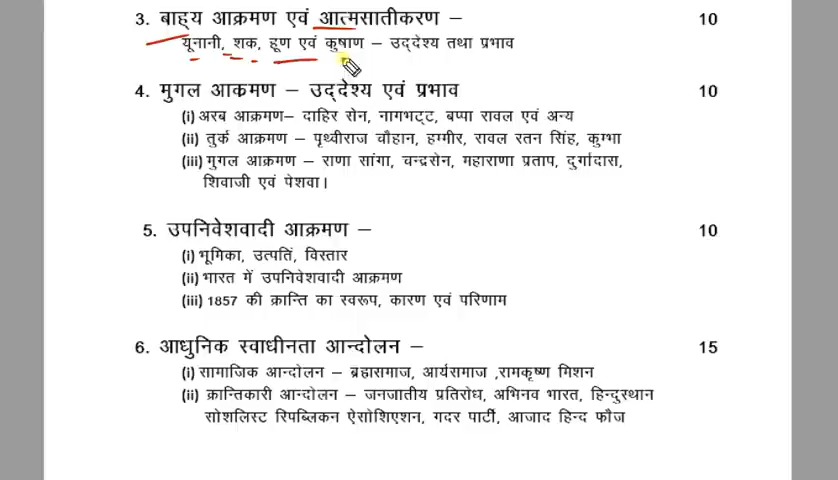 3. बाह्य आक्रमण एवं आत्मसातीकरण – 10
यूनानी, शक, हूण एवं कुषाण – उद्देश्य तथा प्रभाव
4. मुगल आकमण – उद्देश्य एवं प्रभाव 10
(i) अरब आक्रमण– दाहिर सेन, नागभट्ट, बप्पा रावल एवं अन्य
(ii) तुर्क आक्रमण – पृथ्वीराज चौहान, हम्मीर, रावल रतन सिंह, कुम्भा
(iii) मुगल आक्रमण – राणा सांगा, चन्द्रसेन, महाराणा प्रताप, दुर्गादास,
शिवाजी एवं पेशवा।
5. उपनिवेशवादी आक्रमण – 10
(i) भूमिका, उत्पतिं, विस्तार
(ii) भारत में उपनिवेशवादी आक्रमण
(iii) 1857 की क्रान्ति का स्वरूप, कारण एवं परिणाम
6. आधुनिक स्वाधीनता आन्दोलन – 15
(i) सामाजिक आन्दोलन – ब्रहासमाज, आर्यसमाज ,रामकृष्ण मिशन
(ii) क्रान्तिकारी आन्दोलन – जनजातीय प्रतिरोध, अभिनव भारत, हिन्दुस्थान
सोशलिस्ट रिपब्लिकन ऐसोशिएशन, गदर पार्टी, आजाद हिन्द फौज